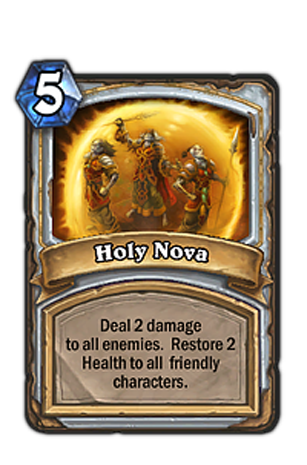 5
Holy Nova
Deal 2 damage
to all enemies. Restore 2
Health to all friendly
characters.